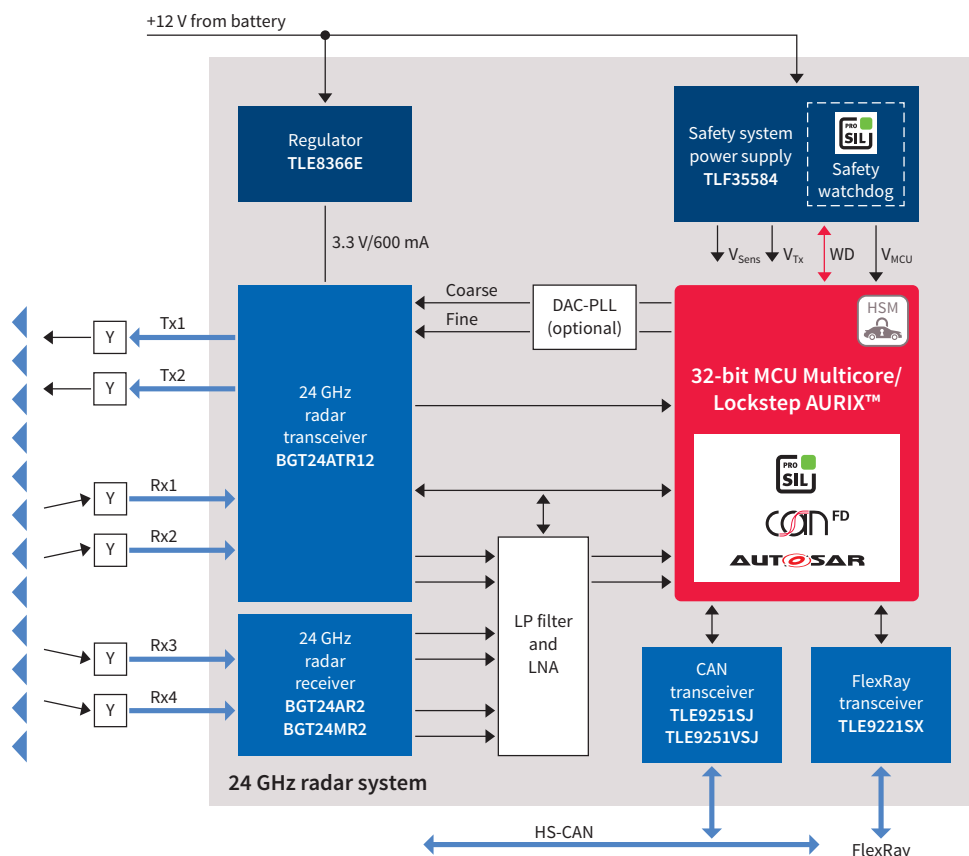 +12 V from battery
Regulator
TLE8366E
Safety system
power supply
TLF35584
PRO
SIL
Safety
watchdog
3.3 V/600 mA
VSens
VTx
WD
VMCU
Coarse
Fine
DAC-PLL
(optional)
HSM
32-bit MCU Multicore/
Lockstep AURIX™
PRO
SIL
CAN FD
AUTOSAR
Y
Tx1
Y
Tx2
24 GHz
radar
transceiver
BGT24ATR12
Y
Rx1
Y
Rx2
LP filter
and
LNA
Y
Rx3
Y
Rx4
24 GHz
radar
receiver
BGT24AR2
BGT24MR2
CAN
transceiver
TLE9251SJ
TLE9251VSJ
FlexRay
transceiver
TLE9221SX
24 GHz radar system
HS-CAN
FlexRay